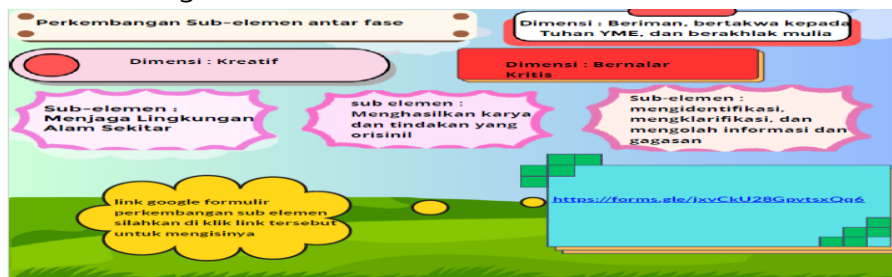 Perkembangan Sub-elemen antar fase
Dimensi : Beriman, bertakwa kepada
Tuhan YME, dan berakhlak mulia
Dimensi : Kreatif
Dimensi : Bernalar
Kritis
Sub-elemen :
Menjaga Lingkungan
Alam Sekitar
sub elemen :
Menghasilkan karya
dan tindakan yang
orisinil
Sub-elemen :
mengidentifikasi,
mengklarifikasi, dan
mengolah informasi dan
gagasan
link google formulir
perkembangan sub elemen
silahkan di klik link tersebut
untuk mengisinya
https://forms.gle/jxvCkU28GpvtsxQq6